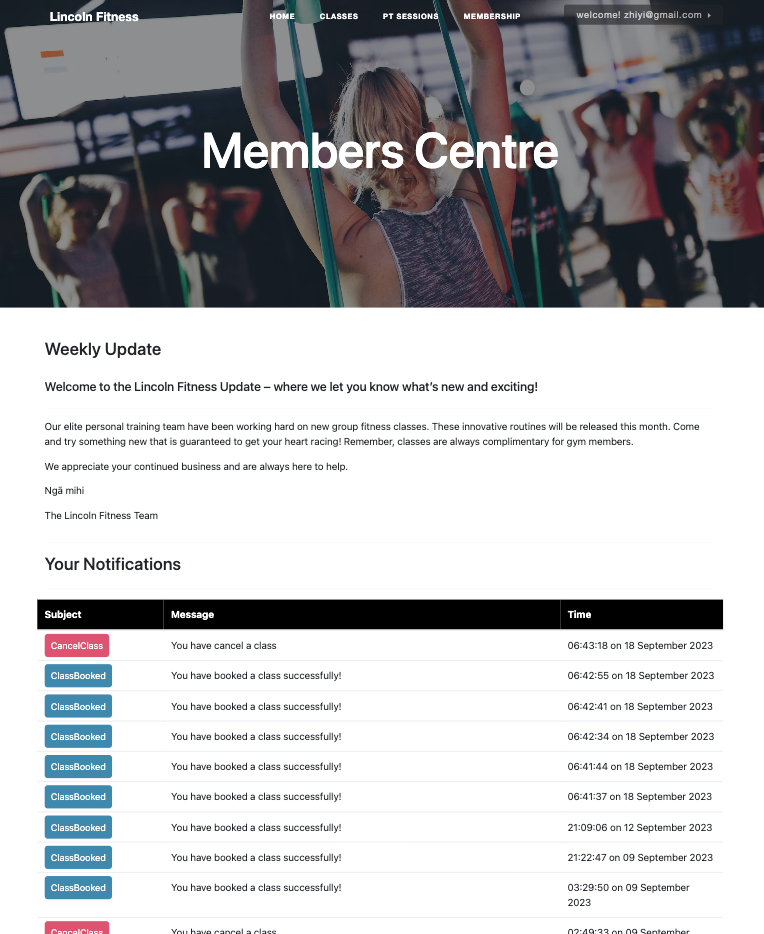 Lincoln Fitness HOME CLASSES PT SESSIONS MEMBERSHIP welcome! zhiyi@gmail.com
Members Centre
Weekly Update
Welcome to the Lincoln Fitness Update – where we let you know what's new and exciting!
Our elite personal training team have been working hard on new group fitness classes. These innovative routines will be released this month. Come
and try something new that is guaranteed to get your heart racing! Remember, classes are always complimentary for gym members.
We appreciate your continued business and are always here to help.
Ngā mihi
The Lincoln Fitness Team
Your Notifications
Subject Message Time
CancelClass You have cancel a class 06:43:18 on 18 September 2023
ClassBooked You have booked a class successfully! 06:42:55 on 18 September 2023
ClassBooked You have booked a class successfully! 06:42:41 on 18 September 2023
ClassBooked You have booked a class successfully! 06:42:34 on 18 September 2023
ClassBooked You have booked a class successfully! 06:41:44 on 18 September 2023
ClassBooked You have booked a class successfully! 06:41:37 on 18 September 2023
ClassBooked You have booked a class successfully! 21:09:06 on 12 September 2023
ClassBooked You have booked a class successfully! 21:22:47 on 09 September 2023
ClassBooked You have booked a class successfully! 03:29:50 on 09 September
2023
CancelClass You have cancel a class 02:49:33 on 09 September